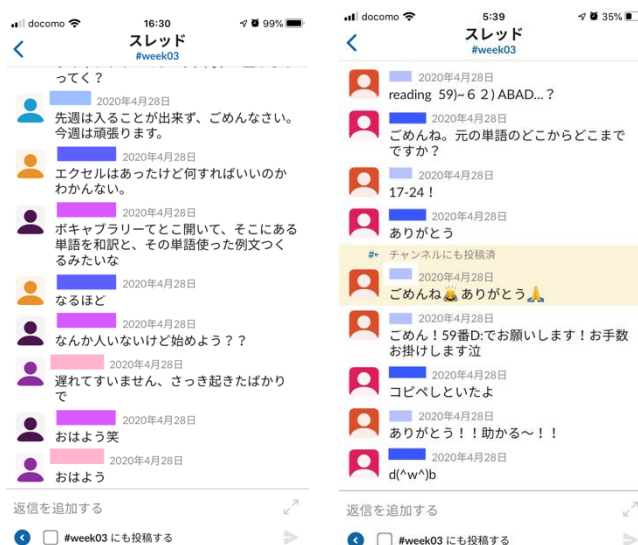 docomo 16:30 99%
スレッド
#week03
ってく？
2020年4月28日
先週は入ることが出来ず、ごめんなさい。
今週は頑張ります。
2020年4月28日
エクセルはあったけど何すればいいのか
わかんない。
2020年4月28日
ボキャブラリーてとこ開いて、そこにある
単語を和訳と、その単語使った例文つく
るみたいな
2020年4月28日
なるほど
2020年4月28日
なんか人いないけど始めよう？？
2020年4月28日
遅れてすいません、さっき起きたばかり
で
2020年4月28日
おはよう笑
2020年4月28日
おはよう
返信を追加する
#week03 にも投稿する
docomo 5:39 35%
スレッド
#week03
2020年4月28日
reading 59)~６２) ABAD...？
2020年4月28日
ごめんね。元の単語のどこからどこまで
ですか？
2020年4月28日
17-24！
2020年4月28日
ありがとう
チャンネルにも投稿済
2020年4月28日
ごめんね🙇ありがとう🙏
2020年4月28日
ごめん！59番D:でお願いします！お手数
お掛けします泣
2020年4月28日
コピペしといたよ
2020年4月28日
ありがとう！！助かる〜！！
2020年4月28日
d(^w^)b
返信を追加する
#week03 にも投稿する